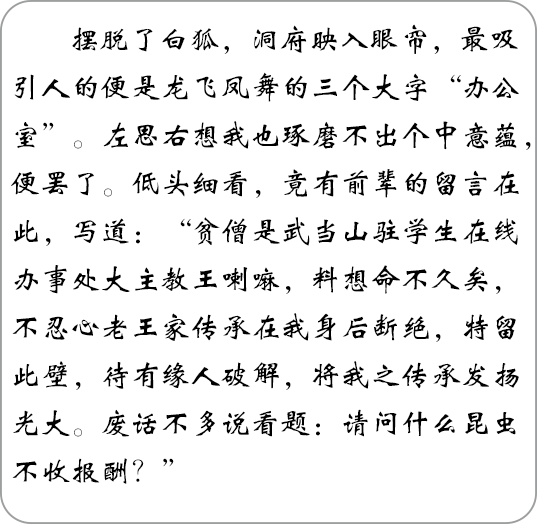 摆脱了白狐，洞府映入眼帘，最吸
引人的便是龙飞凤舞的三个大字“办公
室”。左思右想我也琢磨不出个中意蕴，
便罢了。低头细看，竟有前辈的留言在
此，写道：“贫僧是武当山驻学生在线
办事处大主教王喇嘛，料想命不久矣，
不忍心老王家传承在我身后断绝，特留
此壁，待有缘人破解，将我之传承发扬
光大。废话不多说看题：请问什么昆虫
不收报酬？”